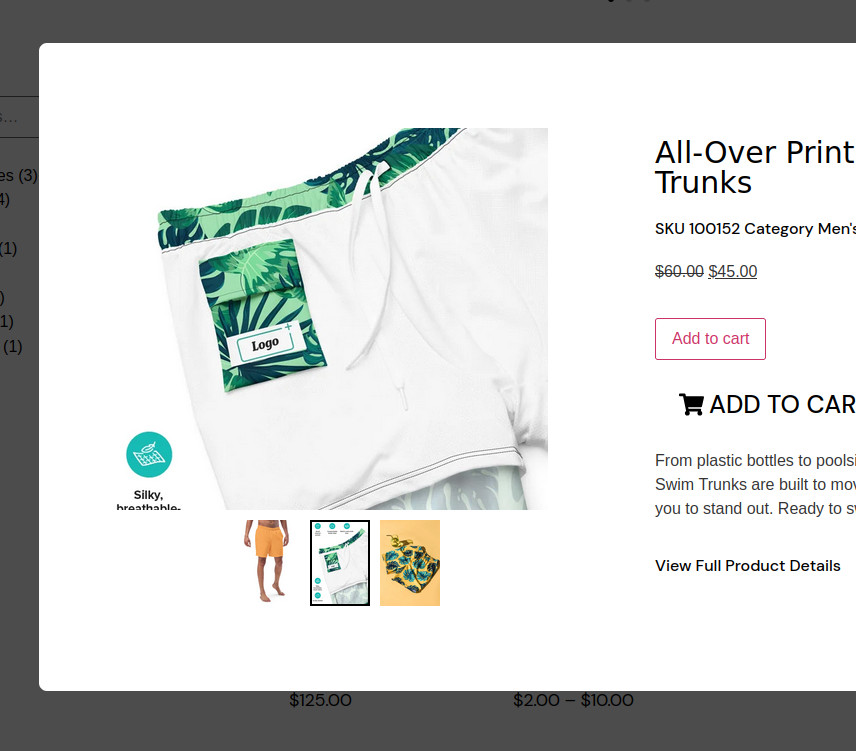 s...
es (3)
4)
(1)
)
1)
(1)
All-Over Print
Trunks
SKU 100152 Category Men's
$60.00 $45.00
Add to cart
ADD TO CAR
From plastic bottles to poolsi
Swim Trunks are built to mov
you to stand out. Ready to sw
View Full Product Details
Logo
Silky,
breathable-
$125.00
$2.00 – $10.00